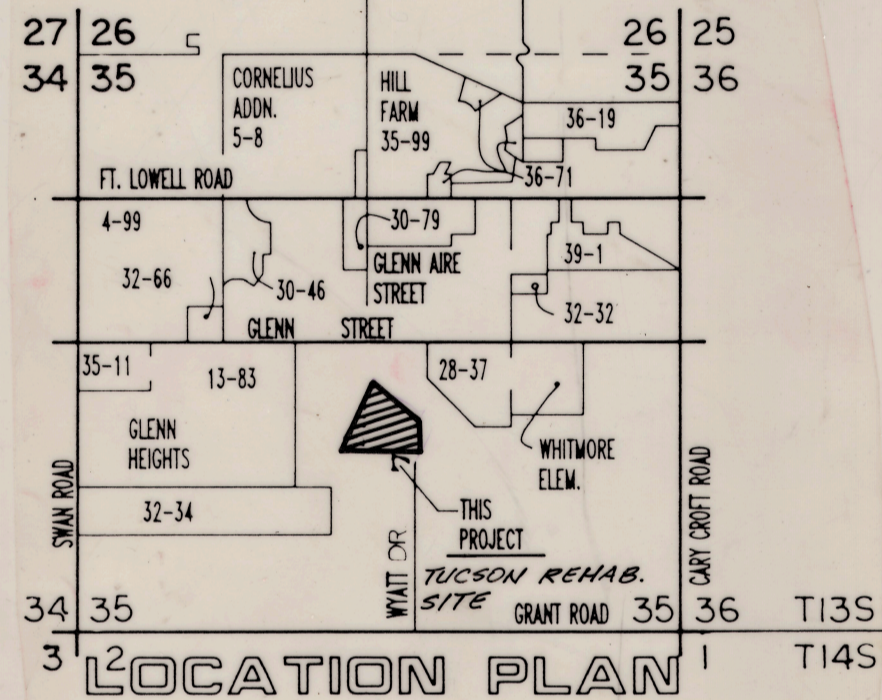 27 26
26 25
34 35
35 36
CORNELIUS
ADDN.
5-8
HILL
FARM
35-99
36-19
36-71
FT. LOWELL ROAD
4-99
30-79
32-66
30-46
GLENN AIRE
STREET
39-1
32-32
GLENN STREET
35-11
13-83
28-37
GLENN
HEIGHTS
WHITMORE
ELEM.
SWAN ROAD
CARY CROFT ROAD
32-34
THIS
PROJECT
WYATT DR
TUCSON REHAB.
SITE
GRANT ROAD
34 35
35 36 T13S
3 2
1 T14S
LOCATION PLAN